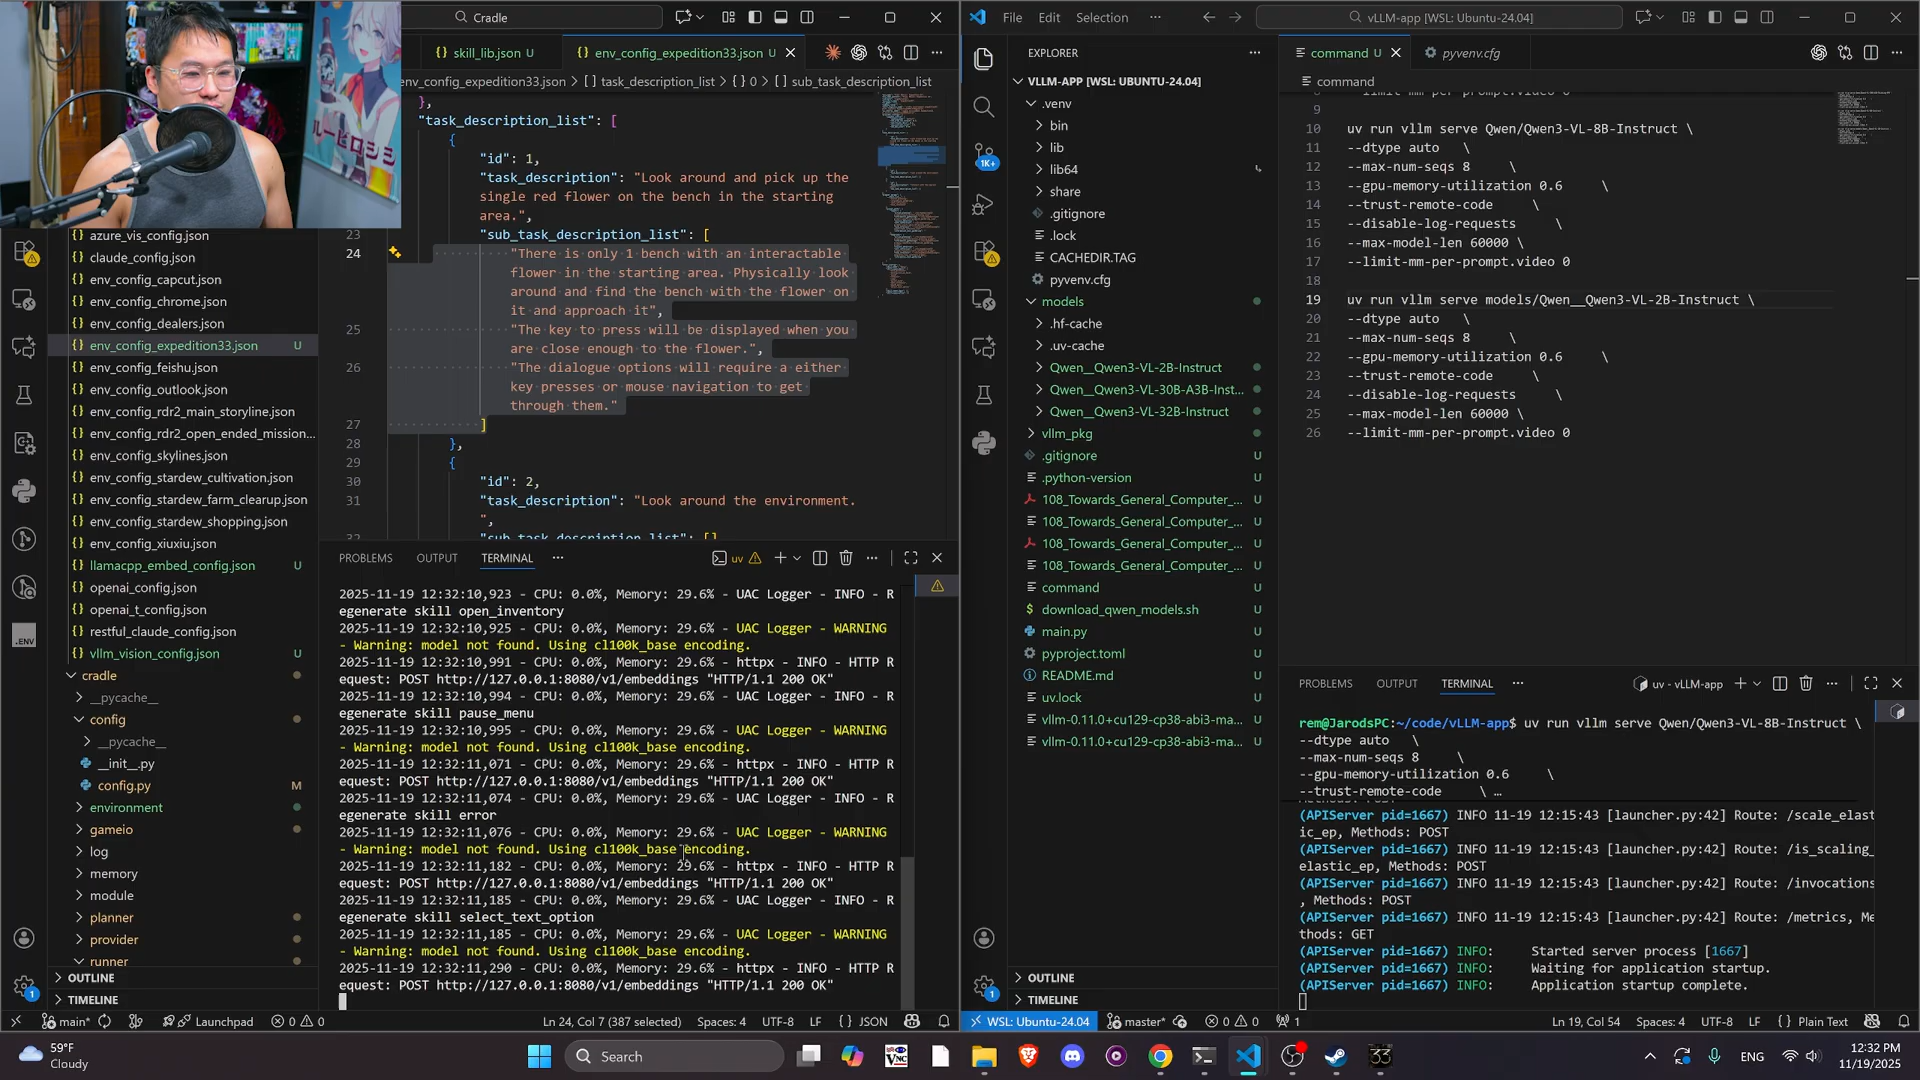 Cradle
File Edit Selection ···
vLLM-app [WSL: Ubuntu-24.04]
skill_lib.json U
env_config_expedition33.json U
EXPLORER
command U
pyvenv.cfg
env_config_expedition33.json > [ ] task_description_list > { } 0 > [ ] sub_task_description_list
VLLM-APP [WSL: UBUNTU-24.04]
command
ルービロシシ
},
"task_description_list": [
{
"id": 1,
"task_description": "Look around and pick up the
single red flower on the bench in the starting
area.",
23
"sub_task_description_list": [
24
"There is only 1 bench with an interactable
flower in the starting area. Physically look
around and find the bench with the flower on
it and approach it",
25
"The key to press will be displayed when you
are close enough to the flower.",
26
"The dialogue options will require a either
key presses or mouse navigation to get
through them."
27
]
28
},
29
{
30
"id": 2,
31
"task_description": "Look around the environment.
",
32
"sub_task_description_list": []
azure_vis_config.json
claude_config.json
env_config_capcut.json
env_config_chrome.json
env_config_dealers.json
env_config_expedition33.json U
env_config_feishu.json
env_config_outlook.json
env_config_rdr2_main_storyline.json
env_config_rdr2_open_ended_mission...
env_config_skylines.json
env_config_stardew_cultivation.json
env_config_stardew_farm_clearup.json
env_config_stardew_shopping.json
env_config_xiuxiu.json
llamacpp_embed_config.json U
openai_config.json
openai_t_config.json
restful_claude_config.json
vllm_vision_config.json U
cradle
__pycache__
config
__pycache__
__init__.py
config.py M
environment
gameio
log
memory
module
planner
provider
runner
OUTLINE
TIMELINE
.ENV
1
PROBLEMS OUTPUT TERMINAL ···
uv
2025-11-19 12:32:10,923 - CPU: 0.0%, Memory: 29.6% - UAC Logger - INFO - R
egenerate skill open_inventory
2025-11-19 12:32:10,925 - CPU: 0.0%, Memory: 29.6% - UAC Logger - WARNING
- Warning: model not found. Using cl100k_base encoding.
2025-11-19 12:32:10,991 - CPU: 0.0%, Memory: 29.6% - httpx - INFO - HTTP R
equest: POST http://127.0.0.1:8080/v1/embeddings "HTTP/1.1 200 OK"
2025-11-19 12:32:10,994 - CPU: 0.0%, Memory: 29.6% - UAC Logger - INFO - R
egenerate skill pause_menu
2025-11-19 12:32:10,995 - CPU: 0.0%, Memory: 29.6% - UAC Logger - WARNING
- Warning: model not found. Using cl100k_base encoding.
2025-11-19 12:32:11,071 - CPU: 0.0%, Memory: 29.6% - httpx - INFO - HTTP R
equest: POST http://127.0.0.1:8080/v1/embeddings "HTTP/1.1 200 OK"
2025-11-19 12:32:11,074 - CPU: 0.0%, Memory: 29.6% - UAC Logger - INFO - R
egenerate skill error
2025-11-19 12:32:11,076 - CPU: 0.0%, Memory: 29.6% - UAC Logger - WARNING
- Warning: model not found. Using cl100k_base encoding.
2025-11-19 12:32:11,182 - CPU: 0.0%, Memory: 29.6% - httpx - INFO - HTTP R
equest: POST http://127.0.0.1:8080/v1/embeddings "HTTP/1.1 200 OK"
2025-11-19 12:32:11,185 - CPU: 0.0%, Memory: 29.6% - UAC Logger - INFO - R
egenerate skill select_text_option
2025-11-19 12:32:11,185 - CPU: 0.0%, Memory: 29.6% - UAC Logger - WARNING
- Warning: model not found. Using cl100k_base encoding.
2025-11-19 12:32:11,290 - CPU: 0.0%, Memory: 29.6% - httpx - INFO - HTTP R
equest: POST http://127.0.0.1:8080/v1/embeddings "HTTP/1.1 200 OK"
1K+
.venv
bin
lib
lib64
share
.gitignore
.lock
CACHEDIR.TAG
pyvenv.cfg
models
.hf-cache
.uv-cache
Qwen__Qwen3-VL-2B-Instruct
Qwen__Qwen3-VL-30B-A3B-Inst...
Qwen__Qwen3-VL-32B-Instruct
vllm_pkg
.gitignore U
.python-version U
108_Towards_General_Computer_... U
108_Towards_General_Computer_... U
108_Towards_General_Computer_... U
108_Towards_General_Computer_... U
command U
download_qwen_models.sh U
main.py U
pyproject.toml U
README.md U
uv.lock U
vllm-0.11.0+cu129-cp38-abi3-ma... U
vllm-0.11.0+cu129-cp38-abi3-ma... U
OUTLINE
TIMELINE
1
8 --limit-mm-per-prompt.video 0
9
10 uv run vllm serve Qwen/Qwen3-VL-8B-Instruct \
11 --dtype auto \
12 --max-num-seqs 8 \
13 --gpu-memory-utilization 0.6 \
14 --trust-remote-code \
15 --disable-log-requests \
16 --max-model-len 60000 \
17 --limit-mm-per-prompt.video 0
18
19 uv run vllm serve models/Qwen__Qwen3-VL-2B-Instruct \
20 --dtype auto \
21 --max-num-seqs 8 \
22 --gpu-memory-utilization 0.6 \
23 --trust-remote-code \
24 --disable-log-requests \
25 --max-model-len 60000 \
26 --limit-mm-per-prompt.video 0
PROBLEMS OUTPUT TERMINAL ···
uv - vLLM-app
rem@JarodsPC:~/code/vLLM-app$ uv run vllm serve Qwen/Qwen3-VL-8B-Instruct \
--dtype auto \
--max-num-seqs 8 \
--gpu-memory-utilization 0.6 \
--trust-remote-code \ …
(APIServer pid=1667) INFO 11-19 12:15:43 [launcher.py:42] Route: /scale_elast
ic_ep, Methods: POST
(APIServer pid=1667) INFO 11-19 12:15:43 [launcher.py:42] Route: /is_scaling_
elastic_ep, Methods: POST
(APIServer pid=1667) INFO 11-19 12:15:43 [launcher.py:42] Route: /invocations
, Methods: POST
(APIServer pid=1667) INFO 11-19 12:15:43 [launcher.py:42] Route: /metrics, Me
thods: GET
(APIServer pid=1667) INFO: Started server process [1667]
(APIServer pid=1667) INFO: Waiting for application startup.
(APIServer pid=1667) INFO: Application startup complete.
main* Launchpad 0 0 Ln 24, Col 7 (387 selected) Spaces: 4 UTF-8 LF { } JSON
WSL: Ubuntu-24.04 master* 0 0 1 Ln 19, Col 54 Spaces: 4 UTF-8 LF Plain Text
59°F
Cloudy
Search
VNC
33
ENG
12:32 PM
11/19/2025